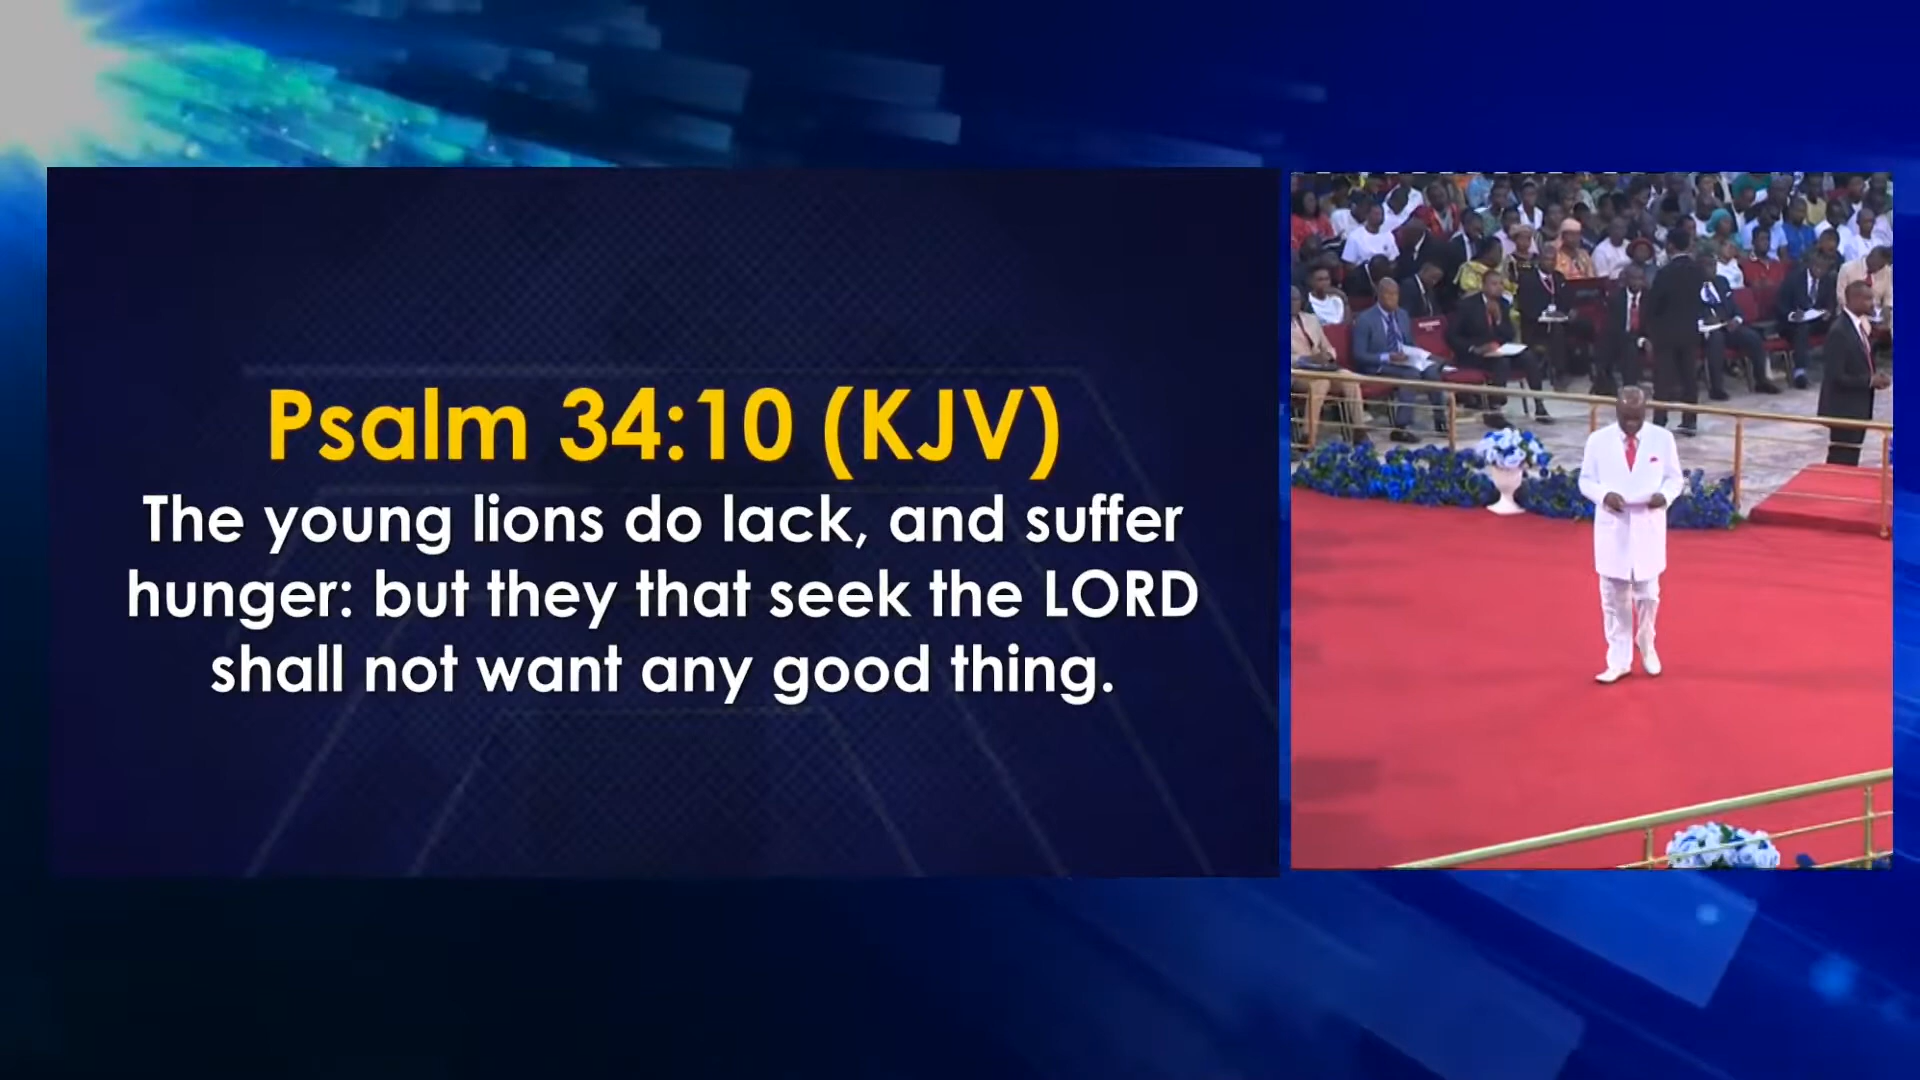 Psalm 34:10 (KJV)
The young lions do lack, and suffer
hunger: but they that seek the LORD
shall not want any good thing.